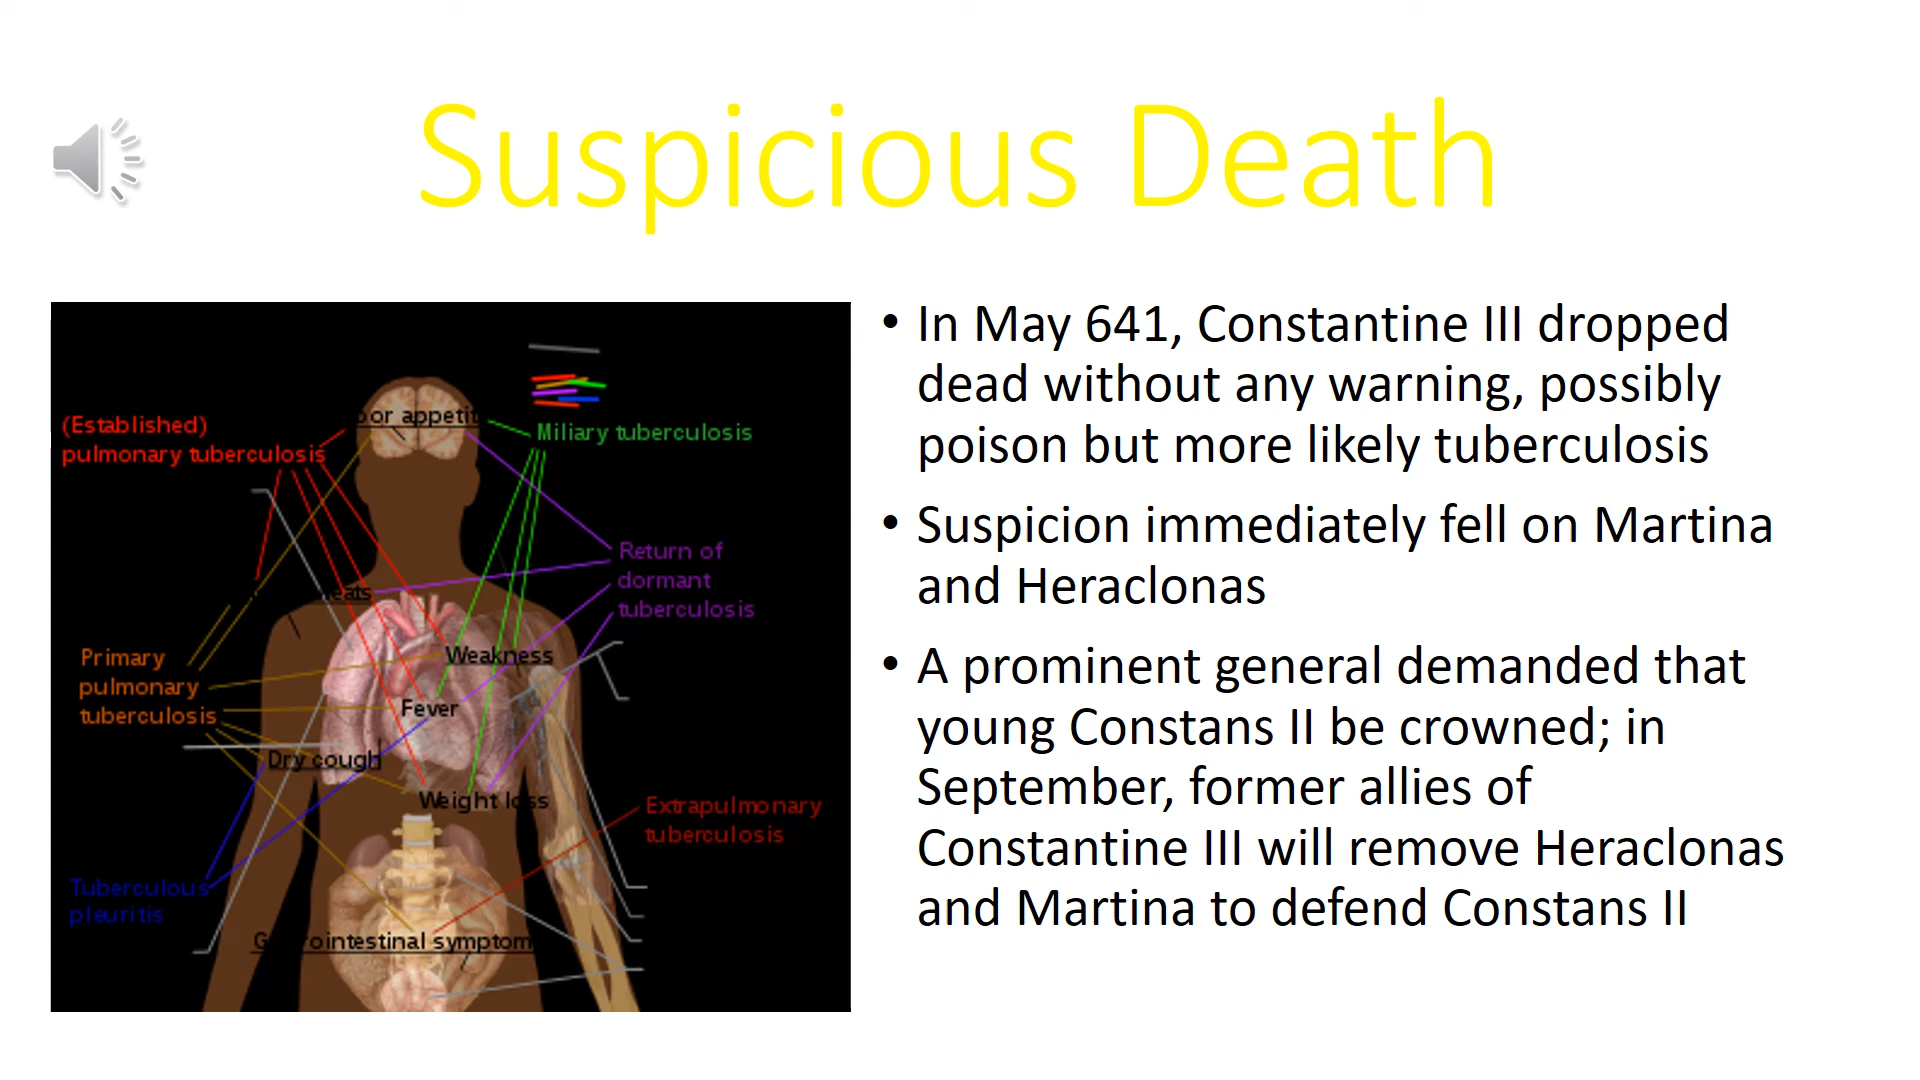 Suspicious Death
(Established)
pulmonary tuberculosis
Miliary tuberculosis
Return of
dormant
tuberculosis
Primary
pulmonary
tuberculosis
Weakness
Fever
Dry cough
Weight loss
Extrapulmonary
tuberculosis
Tuberculous
pleuritis
• In May 641, Constantine III dropped
dead without any warning, possibly
poison but more likely tuberculosis
• Suspicion immediately fell on Martina
and Heraclonas
• A prominent general demanded that
young Constans II be crowned; in
September, former allies of
Constantine III will remove Heraclonas
and Martina to defend Constans II